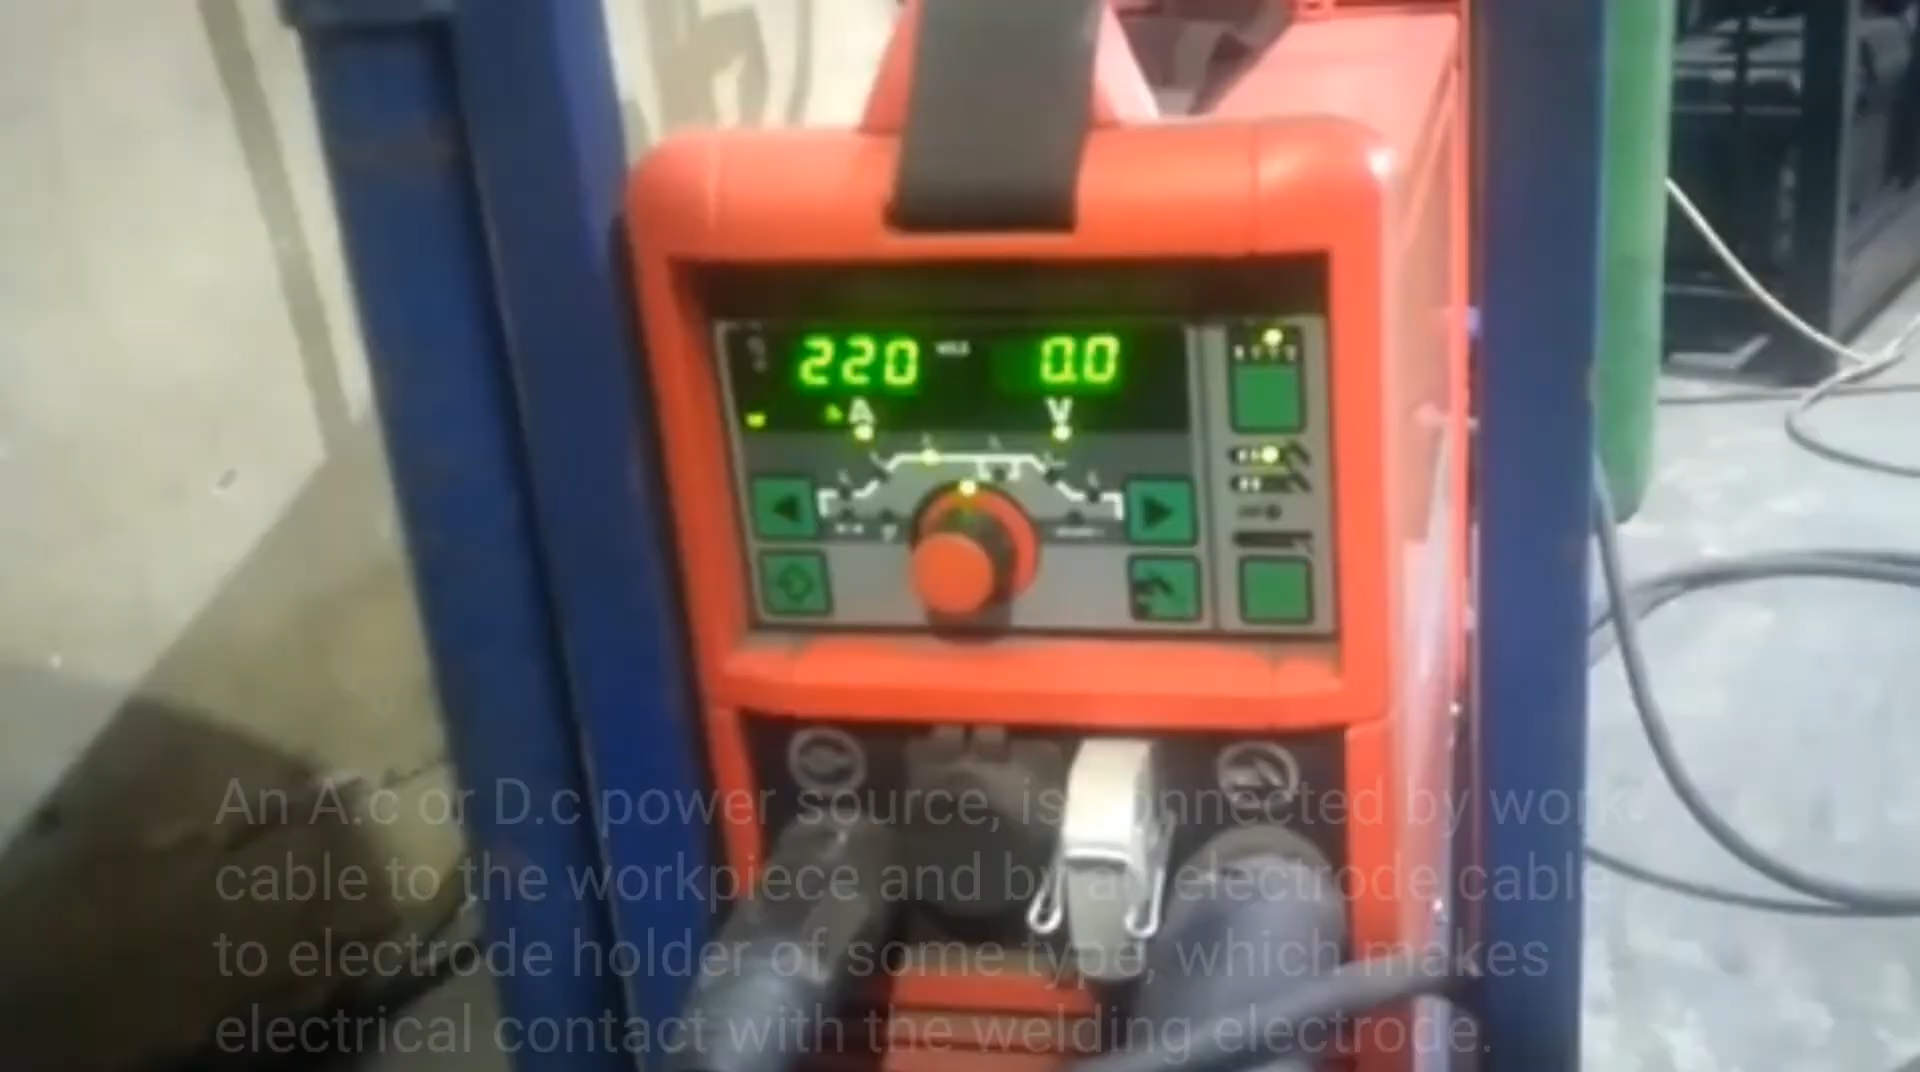 220 0.0
A V
An A.c or D.c power source, is connected by work
cable to the workpiece and by an electrode cable
to electrode holder of some type, which makes
electrical contact with the welding electrode.